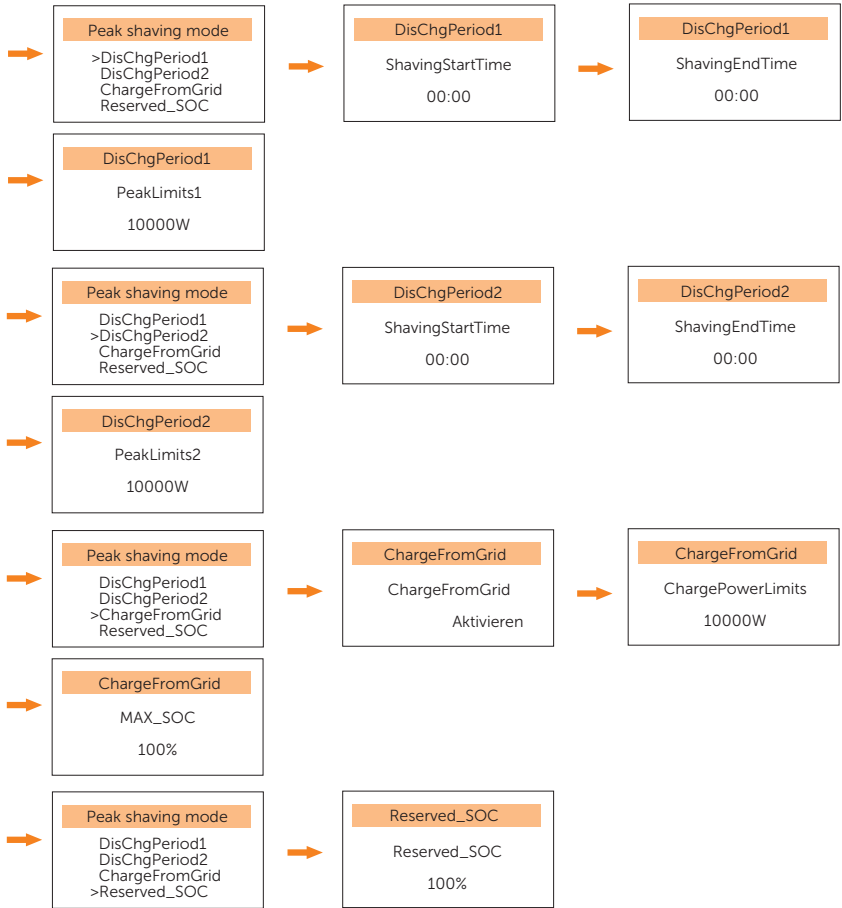 Peak shaving mode
>DisChgPeriod1
DisChgPeriod2
ChargeFromGrid
Reserved_SOC
DisChgPeriod1
ShavingStartTime
00:00
DisChgPeriod1
ShavingEndTime
00:00
DisChgPeriod1
PeakLimits1
10000W
Peak shaving mode
DisChgPeriod1
>DisChgPeriod2
ChargeFromGrid
Reserved_SOC
DisChgPeriod2
ShavingStartTime
00:00
DisChgPeriod2
ShavingEndTime
00:00
DisChgPeriod2
PeakLimits2
10000W
Peak shaving mode
DisChgPeriod1
DisChgPeriod2
>ChargeFromGrid
Reserved_SOC
ChargeFromGrid
ChargeFromGrid
Aktivieren
ChargeFromGrid
ChargePowerLimits
10000W
ChargeFromGrid
MAX_SOC
100%
Peak shaving mode
DisChgPeriod1
DisChgPeriod2
ChargeFromGrid
>Reserved_SOC
Reserved_SOC
Reserved_SOC
100%